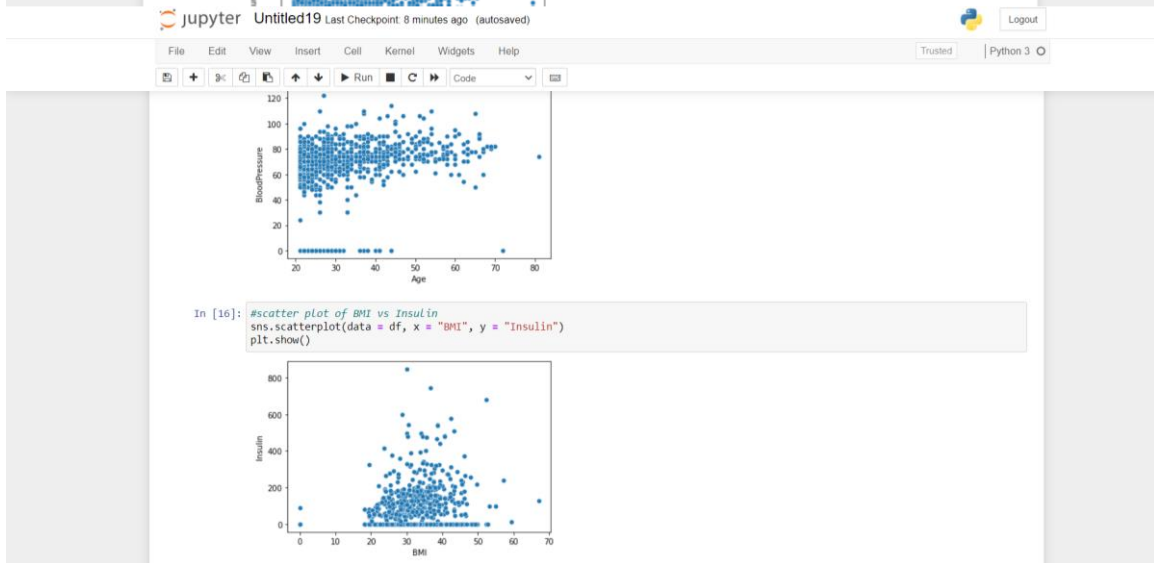 jupyter Untitled19 Last Checkpoint: 8 minutes ago (autosaved)
Logout
File Edit View Insert Cell Kernel Widgets Help
Trusted
Python 3
Run
Code
120
100
80
60
40
20
0
BloodPressure
20 30 40 50 60 70 80
Age
In [16]: #scatter plot of BMI vs Insulin
sns.scatterplot(data = df, x = "BMI", y = "Insulin")
plt.show()
800
600
400
200
0
Insulin
0 10 20 30 40 50 60 70
BMI